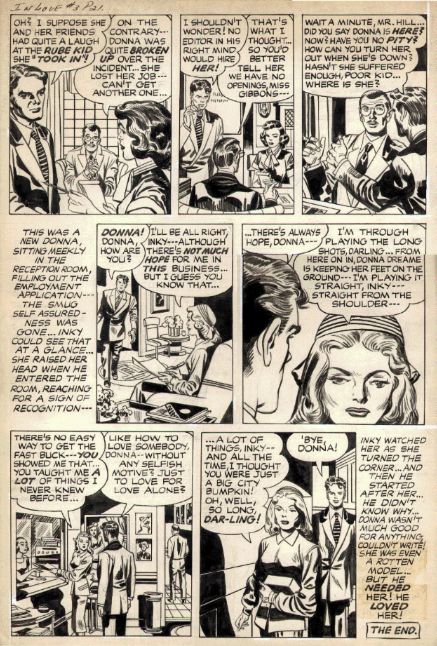 IN LOVE #3 P21.
OH? I SUPPOSE SHE
AND HER FRIENDS
HAD QUITE A LAUGH
AT THE RUBE KID
SHE "TOOK IN"!
ON THE
CONTRARY---
DONNA WAS
QUITE BROKEN
UP OVER THE
INCIDENT... SHE
LOST HER JOB---
CAN'T GET
ANOTHER ONE...
I SHOULDN'T
WONDER! NO
EDITOR IN HIS
RIGHT MIND
WOULD HIRE
HER!
THAT'S
WHAT I
THOUGHT...
SO YOU'D
BETTER
TELL HER
WE HAVE NO
OPENINGS, MISS
GIBBONS---
WAIT A MINUTE, MR. HILL...
DID YOU SAY DONNA IS HERE?
NOW? HAVE YOU NO PITY?
HOW CAN YOU TURN HER
OUT WHEN SHE'S DOWN?
HASN'T SHE SUFFERED
ENOUGH, POOR KID...
WHERE IS SHE?
THIS WAS A
NEW DONNA,
SITTING MEEKLY
IN THE
RECEPTION ROOM,
FILLING OUT THE
EMPLOYMENT
APPLICATION---
THE SMUG
SELF ASSURED-
NESS WAS
GONE... INKY
COULD SEE THAT
AT A GLANCE...
SHE RAISED HER
HEAD WHEN HE
ENTERED THE
ROOM, REACHING
FOR A SIGN OF
RECOGNITION---
DONNA!
DONNA,
HOW ARE
YOU?
I'LL BE ALL RIGHT,
INKY---ALTHOUGH
THERE'S NOT MUCH
HOPE FOR ME IN
THIS BUSINESS...
BUT I GUESS YOU
KNOW THAT...
...THERE'S ALWAYS
HOPE, DONNA---
I'M THROUGH
PLAYING THE LONG
SHOTS, DARLING... FROM
HERE ON IN, DONNA DREAME
IS KEEPING HER FEET ON THE
GROUND--- I'M PLAYING IT
STRAIGHT, INKY---
STRAIGHT FROM THE
SHOULDER---
THERE'S NO EASY
WAY TO GET THE
FAST BUCK---YOU
SHOWED ME THAT...
YOU TAUGHT ME A
LOT OF THINGS I
NEVER KNEW
BEFORE...
LIKE HOW TO
LOVE SOMEBODY,
DONNA---WITHOUT
ANY SELFISH
MOTIVE? JUST
TO LOVE FOR
LOVE ALONE?
...A LOT OF
THINGS, INKY---
AND ALL THE
TIME, I THOUGHT
YOU WERE JUST
A BIG CITY
BUMPKIN!
OH, WELL...
SO LONG,
DAR-LING!
'BYE,
DONNA!
INKY WATCHED
HER AS SHE
TURNED THE
CORNER...AND
THEN HE
STARTED
AFTER HER...
HE DIDN'T
KNOW WHY...
DONNA WASN'T
MUCH GOOD
FOR ANYTHING.
COULDN'T WRITE!
SHE WAS EVEN
A ROTTEN
MODEL...
BUT HE
NEEDED
HER! HE
LOVED
HER!
THE END.